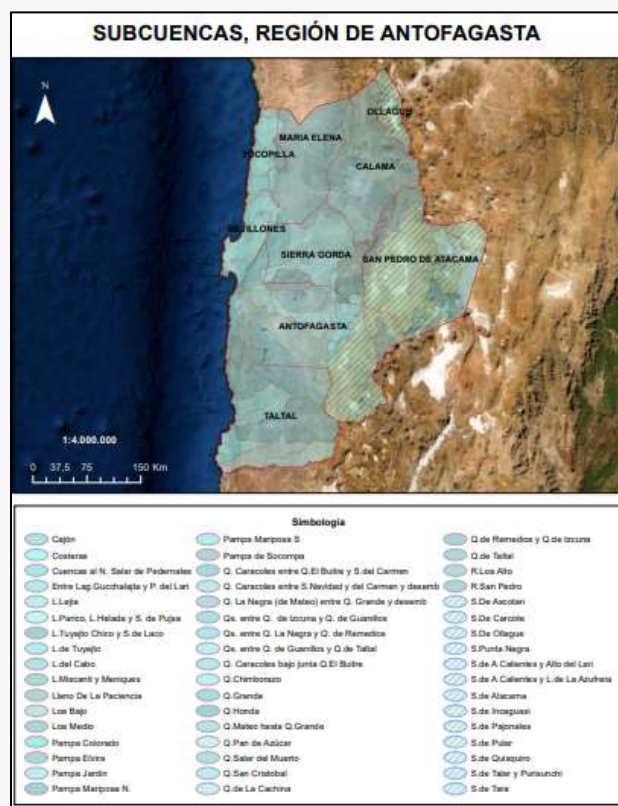 SUBCUENCAS, REGIÓN DE ANTOFAGASTA
N
OLLAGUE
MARIA ELENA
TOCOPILLA
CALAMA
MEJILLONES
SIERRA GORDA
SAN PEDRO DE ATACAMA
ANTOFAGASTA
TALTAL
1:4.000.000
0 37,5 75 150 Km
Simbología
Cajón
Costeras
Cuencas al N. Salar de Pedernales
Entre Lag.Gucchalajta y P. del Lari
L.Lejía
L.Panco, L.Helada y S. de Pujsa
L.Tuyajto Chico y S.de Laco
L.de Tuyajto
L.del Cabo
L.Miscanti y Meniques
Llano De La Paciencia
Loa Bajo
Loa Medio
Pampa Colorado
Pampa Elvira
Pampa Jardín
Pampa Mariposa N.
Pampa Mariposa S
Pampa de Socompa
Q. Caracoles entre Q.El Buitre y S.del Carmen
Q. Caracoles entre S.Navidad y del Carmen y desemb
Q. La Negra (de Mateo) entre Q. Grande y desemb
Qs. entre Q. de Izcuna y Q. de Guanillos
Qs. entre Q. La Negra y Q. de Remedice
Qs. entre Q. de Guanillos y Q.de Taltal
Q. Caracoles bajo junta Q.El Buitre
Q.Chimborazo
Q.Grande
Q.Honda
Q.Mateo hasta Q.Grande
Q.Pan de Azúcar
Q.Salar del Muerto
Q.San Cristobal
Q.de La Cachina
Q.de Remedice y Q.de Izcuna
Q.de Taltal
R.Loa Alto
R.San Pedro
S.De Ascotan
S.De Carcote
S.De Ollague
S.Punta Negra
S.de A.Calientes y Alto del Lari
S.de A.Calientes y L.de La Azufrera
S.de Atacama
S.de Incaguasi
S.de Pajonales
S.de Pular
S.de Quisquiro
S.de Talar y Purisunchi
S.de Tara